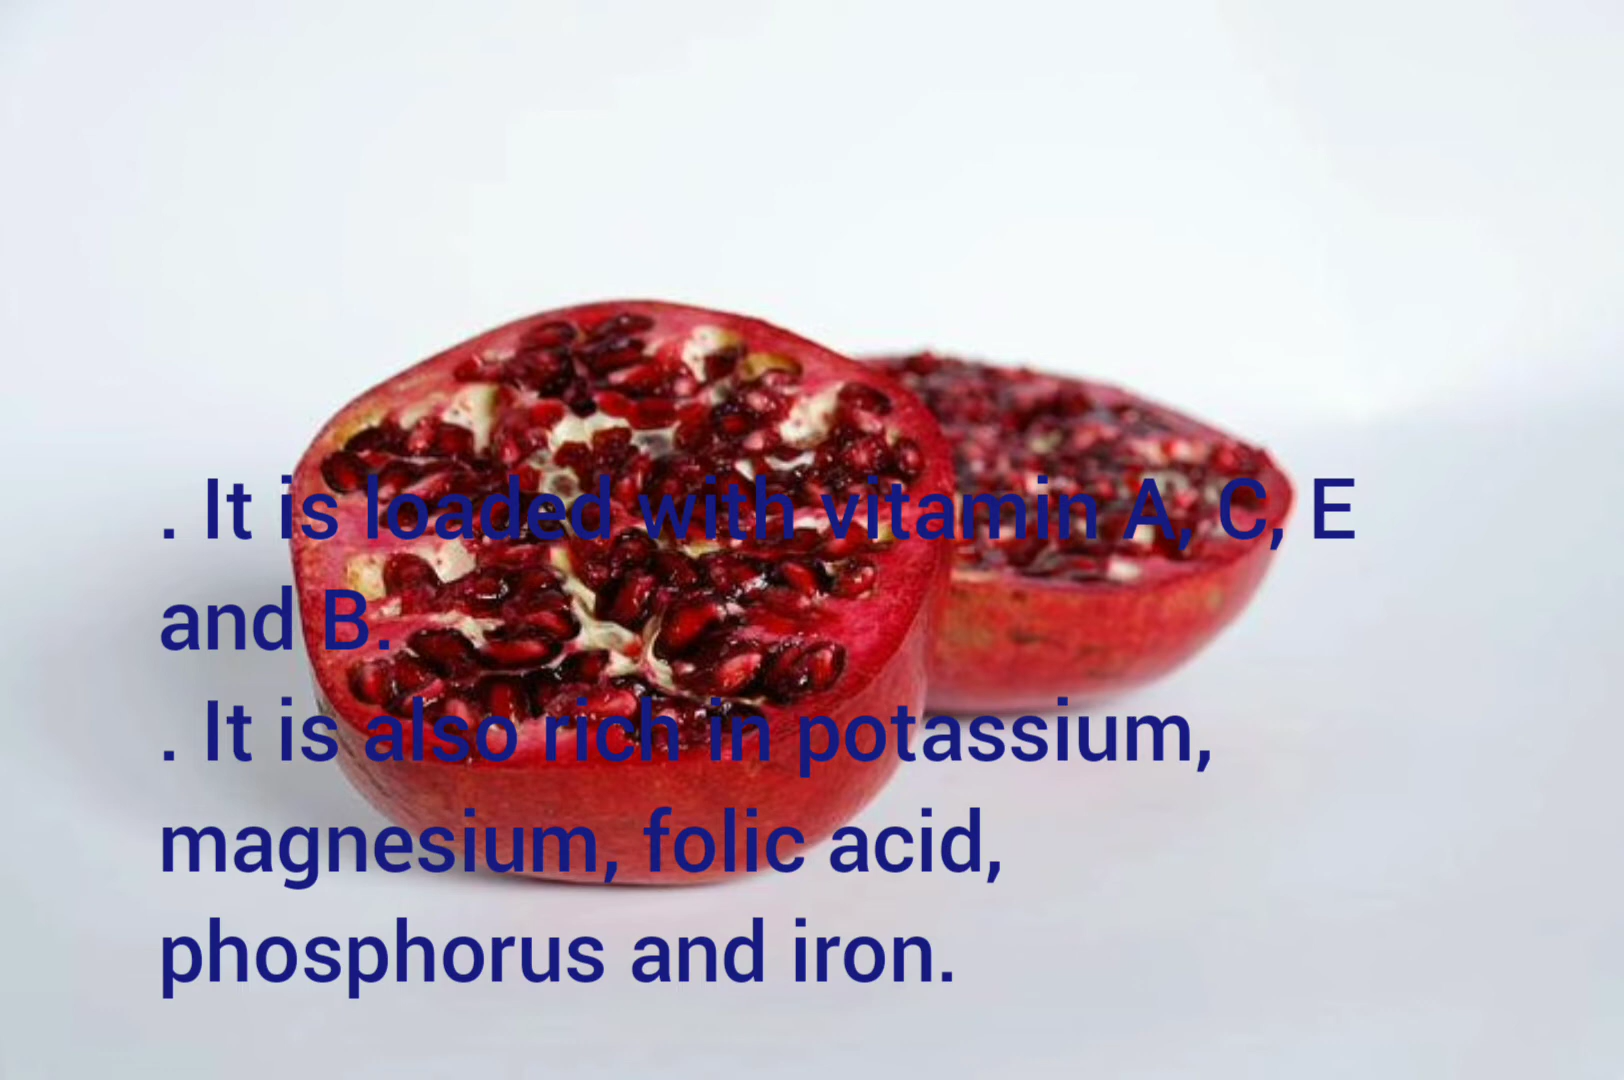 . It is loaded with vitamin A, C, E
and B.
. It is also rich in potassium,
magnesium, folic acid,
phosphorus and iron.